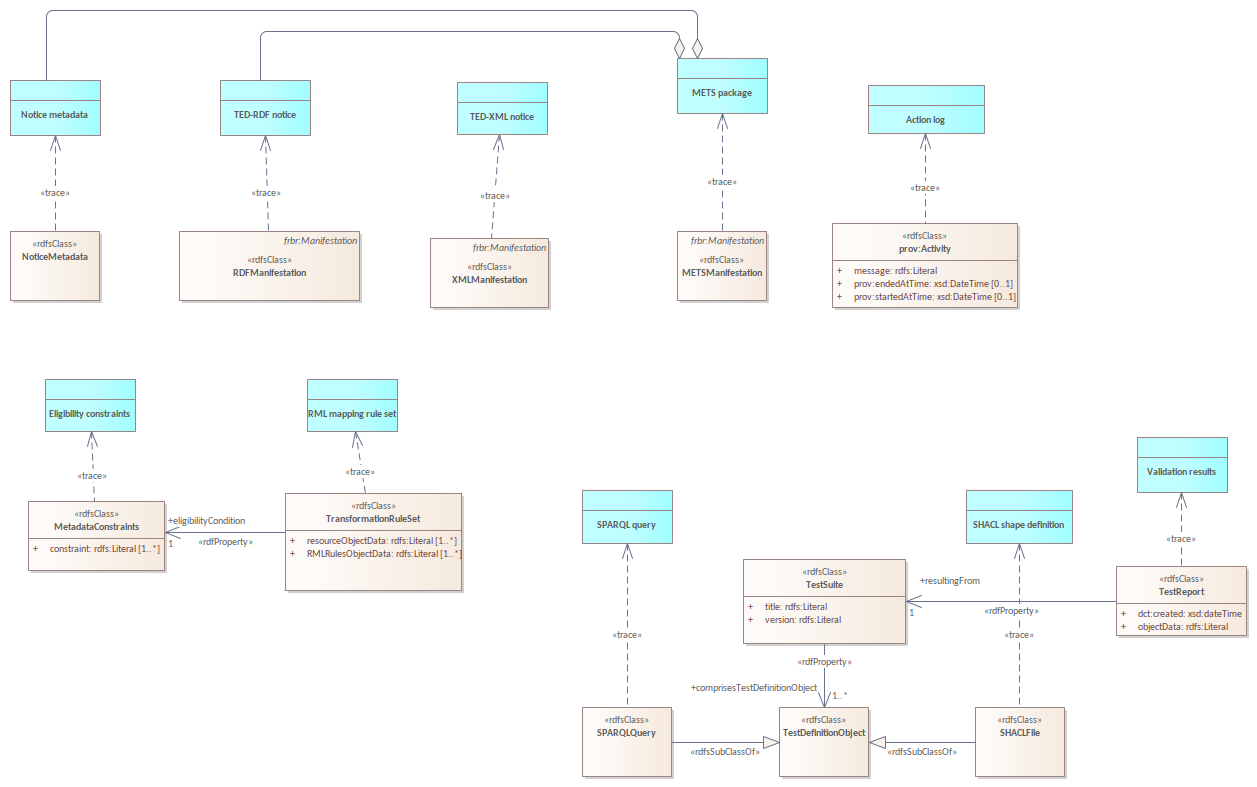 Notice metadata
TED-RDF notice
TED-XML notice
METS package
Action log
«trace»
«trace»
«trace»
«trace»
«trace»
«rdfsClass»
NoticeMetadata
frbr:Manifestation
«rdfsClass»
RDFManifestation
frbr:Manifestation
«rdfsClass»
XMLManifestation
frbr:Manifestation
«rdfsClass»
METSManifestation
«rdfsClass»
prov:Activity
+ message: rdfs:Literal
+ prov:endedAtTime: xsd:DateTime [0..1]
+ prov:startedAtTime: xsd:DateTime [0..1]
Eligibility constraints
RML mapping rule set
«trace»
«trace»
«rdfsClass»
MetadataConstraints
+ constraint: rdfs:Literal [1..*]
+eligibilityCondition
1
«rdfProperty»
«rdfsClass»
TransformationRuleSet
+ resourceObjectData: rdfs:Literal [1..*]
+ RMLRulesObjectData: rdfs:Literal [1..*]
Validation results
SPARQL query
SHACL shape definition
«trace»
«rdfsClass»
TestSuite
+ title: rdfs:Literal
+ version: rdfs:Literal
+resultingFrom
1
«rdfProperty»
«rdfsClass»
TestReport
+ dct:created: xsd:dateTime
+ objectData: rdfs:Literal
«trace»
«trace»
«rdfProperty»
+comprisesTestDefinitionObject
1..*
«rdfsClass»
SPARQLQuery
«rdfsSubClassOf»
«rdfsClass»
TestDefinitionObject
«rdfsSubClassOf»
«rdfsClass»
SHACLFile